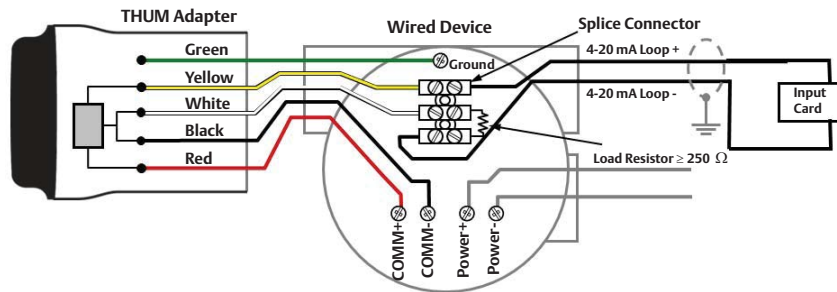 THUM Adapter
Wired Device
Splice Connector
Green
Ground
4-20 mA Loop +
Yellow
White
4-20 mA Loop -
Input
Card
Black
Red
Load Resistor ≥ 250 Ω
COMM+
COMM-
Power+
Power-